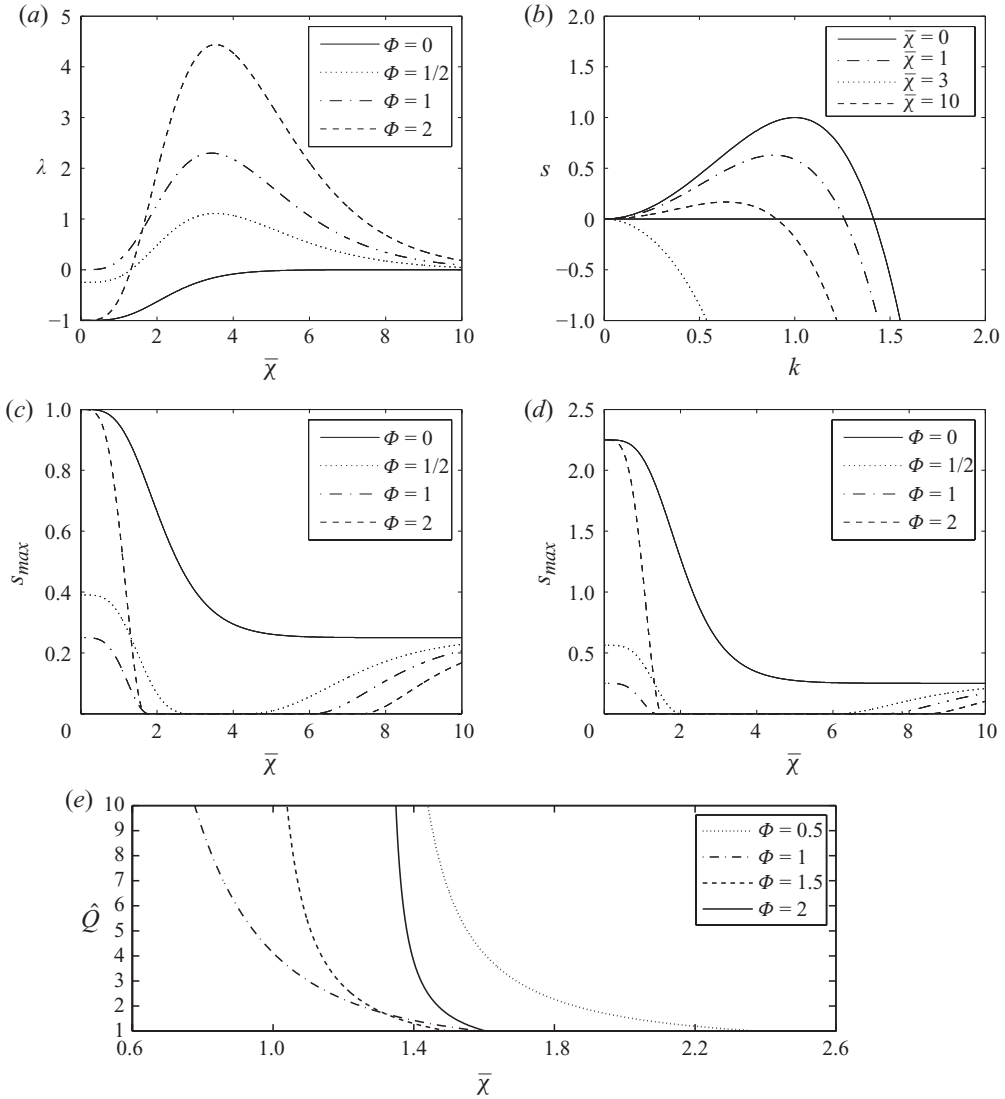 (a)
5
4
3
2
1
0
−1
λ
0
2
4
6
8
10
χ̄
Φ = 0
Φ = 1/2
Φ = 1
Φ = 2
(b)
2.0
1.5
1.0
0.5
0
−0.5
−1.0
s
0
0.5
1.0
1.5
2.0
k
χ̄ = 0
χ̄ = 1
χ̄ = 3
χ̄ = 10
(c)
1.0
0.8
0.6
0.4
0.2
s_max
0
2
4
6
8
10
χ̄
Φ = 0
Φ = 1/2
Φ = 1
Φ = 2
(d)
2.5
2.0
1.5
1.0
0.5
s_max
0
2
4
6
8
10
χ̄
Φ = 0
Φ = 1/2
Φ = 1
Φ = 2
(e)
10
9
8
7
6
5
4
3
2
1
Q̂
0.6
1.0
1.4
1.8
2.2
2.6
χ̄
Φ = 0.5
Φ = 1
Φ = 1.5
Φ = 2